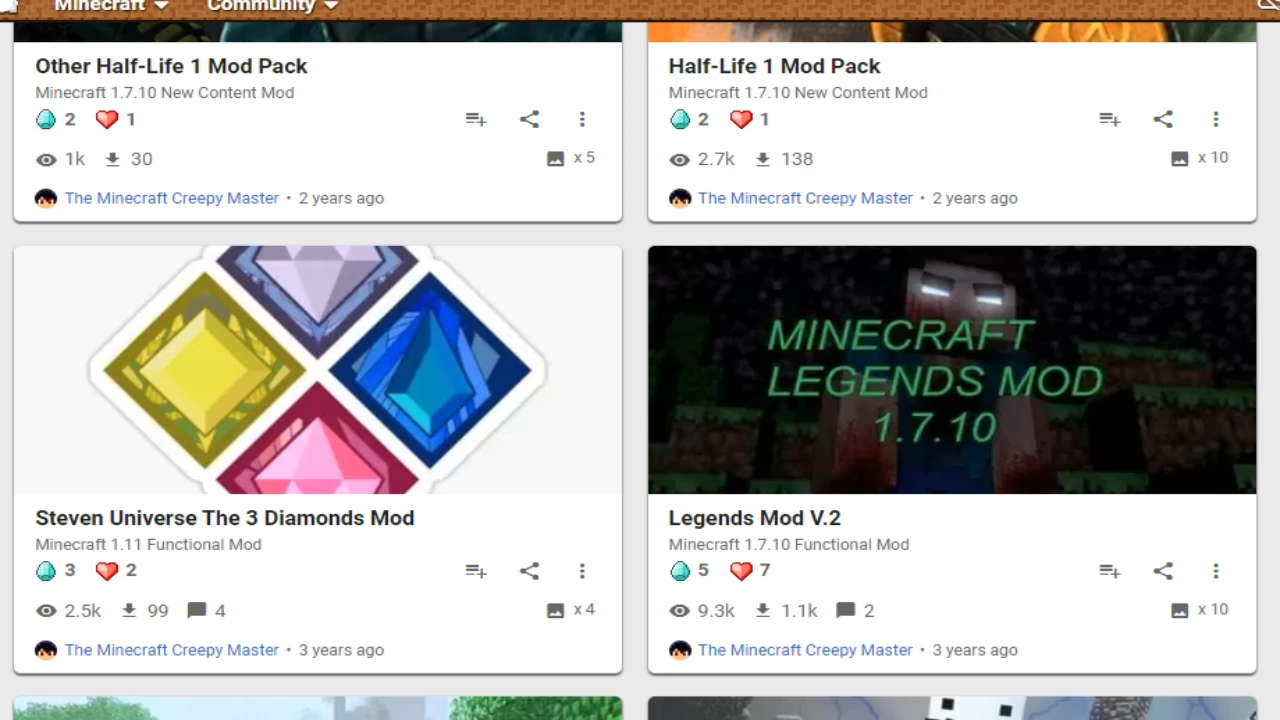 Minecraft Community
Other Half-Life 1 Mod Pack
Minecraft 1.7.10 New Content Mod
2 1
1k 30 x 5
The Minecraft Creepy Master • 2 years ago
Half-Life 1 Mod Pack
Minecraft 1.7.10 New Content Mod
2 1
2.7k 138 x 10
The Minecraft Creepy Master • 2 years ago
Steven Universe The 3 Diamonds Mod
Minecraft 1.11 Functional Mod
3 2
2.5k 99 4 x 4
The Minecraft Creepy Master • 3 years ago
MINECRAFT
LEGENDS MOD
1.7.10
Legends Mod V.2
Minecraft 1.7.10 Functional Mod
5 7
9.3k 1.1k 2 x 10
The Minecraft Creepy Master • 3 years ago